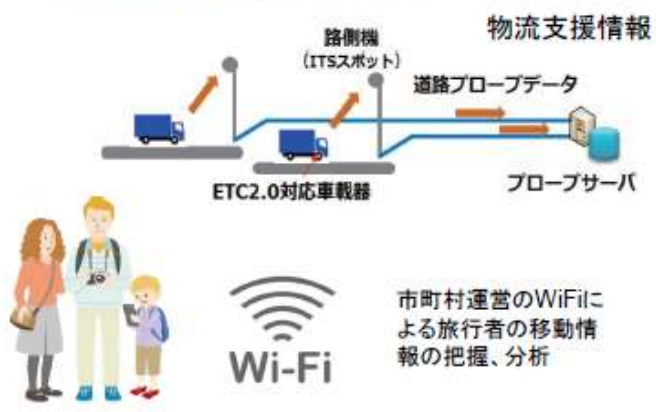 物流支援情報
路側機
(ITSスポット)
道路プローブデータ
ETC2.0対応車載器
プローブサーバ
Wi-Fi
市町村運営のWiFiに
よる旅行者の移動情
報の把握、分析